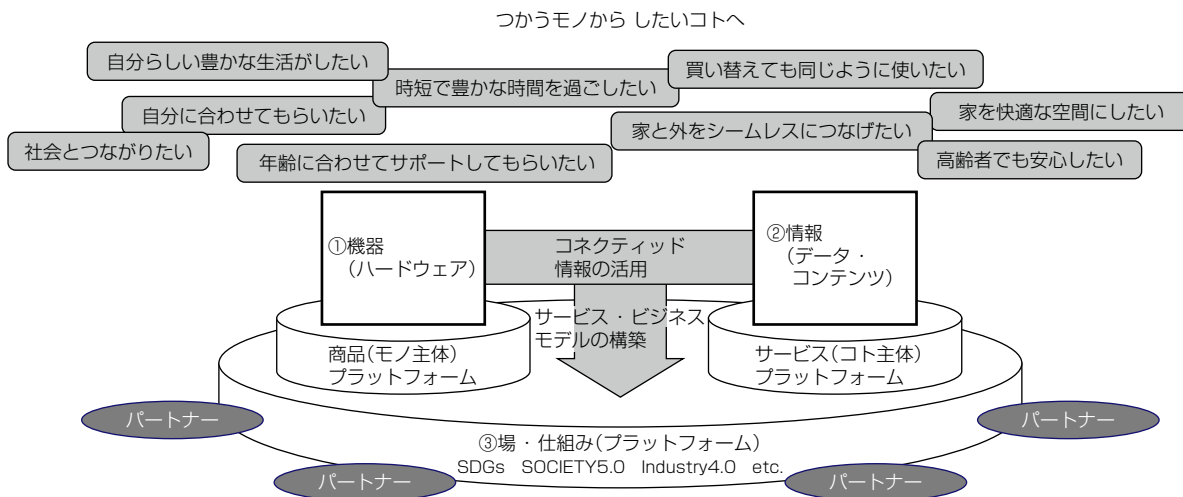 つかうモノから したいコトへ
自分らしい豊かな生活がしたい
時短で豊かな時間を過ごしたい
買い替えても同じように使いたい
自分に合わせてもらいたい
家と外をシームレスにつなげたい
家を快適な空間にしたい
社会とつながりたい
年齢に合わせてサポートしてもらいたい
高齢者でも安心したい
①機器
(ハードウェア)
コネクティッド
情報の活用
②情報
(データ・
コンテンツ)
サービス・ビジネス
モデルの構築
商品(モノ主体)
プラットフォーム
サービス(コト主体)
プラットフォーム
パートナー
パートナー
③場・仕組み(プラットフォーム)
SDGs SOCIETY5.0 Industry4.0 etc.
パートナー
パートナー